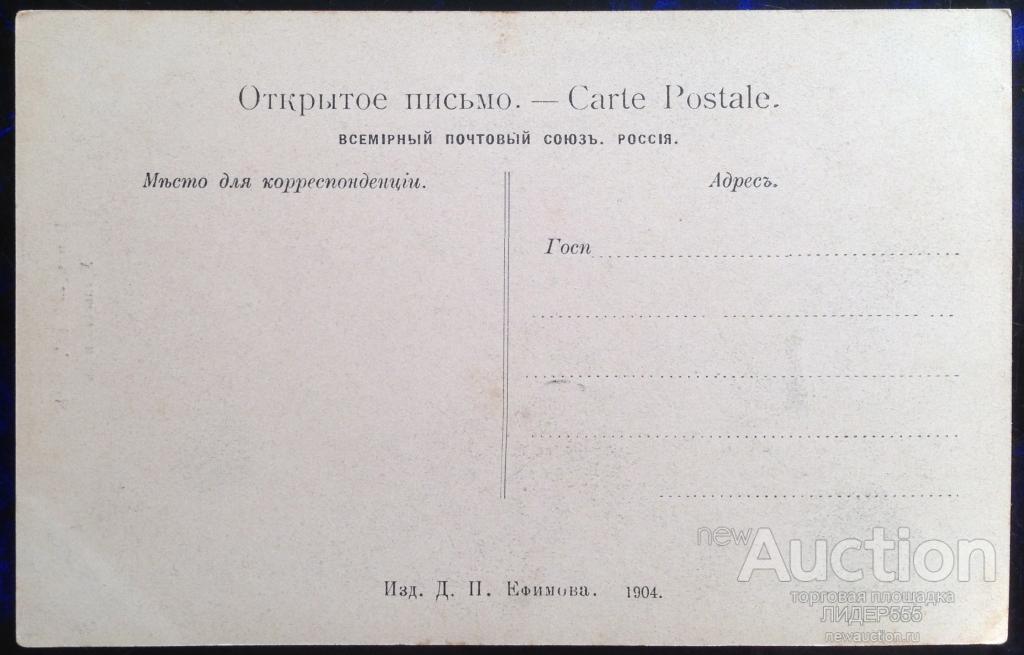 Открытое письмо. — Carte Postale.
ВСЕМІРНЫЙ ПОЧТОВЫЙ СОЮЗЪ. РОССІЯ.
Мѣсто для корреспонденціи.
Адресъ.
Госп
Изд. Д. П. Ефимова. 1904.
newAuction
торговая площадка
ЛИДЕР555
newauction.ru